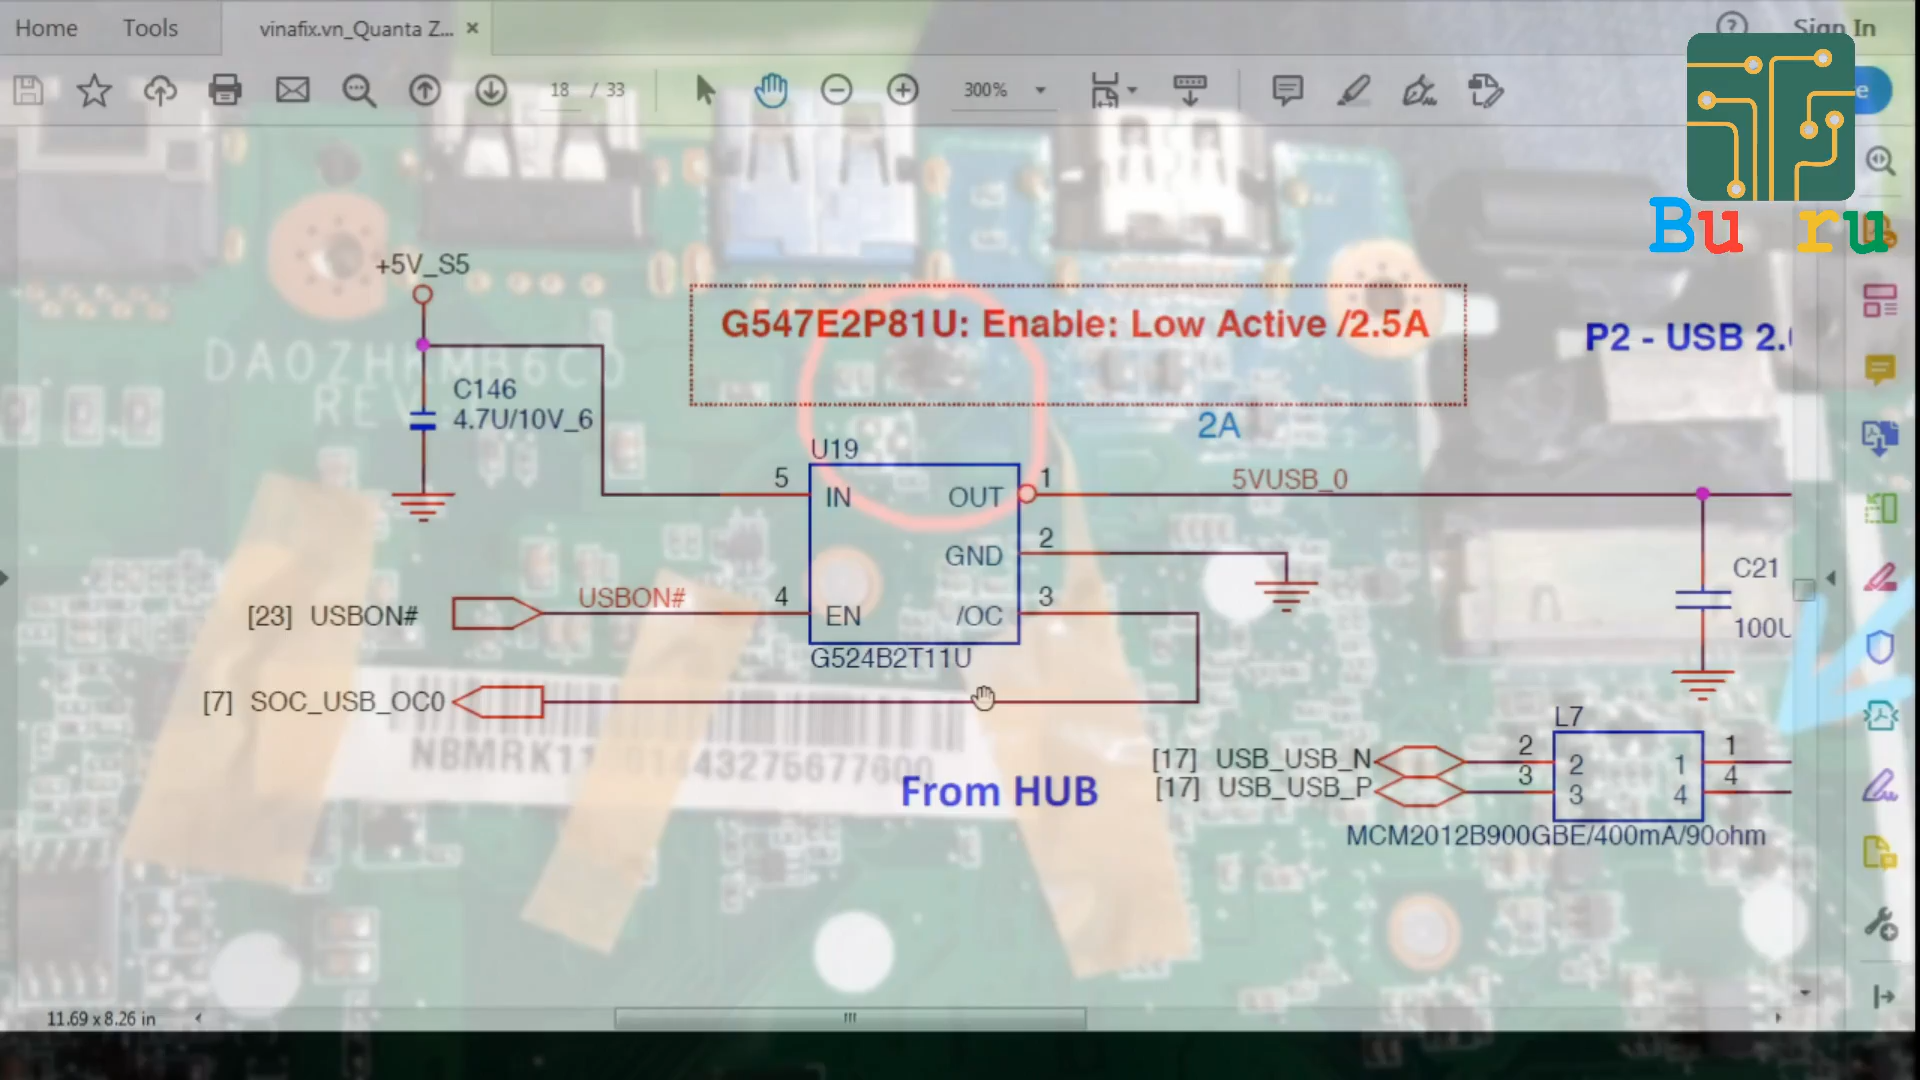 Home Tools vinafix.vn_Quanta Z... ×
Sign In
18 / 33 300%
e
Bu ru
+5V_S5
G547E2P81U: Enable: Low Active /2.5A
P2 - USB 2.
DA0ZH
REV
C146
4.7U/10V_6
2A
U19
5 IN OUT 1 5VUSB_0
GND 2
C21
[23] USBON# USBON# 4 EN /OC 3
100U
G524B2T11U
[7] SOC_USB_OC0
L7
[17] USB_USB_N 2 2 1 1
[17] USB_USB_P 3 3 4 4
From HUB
MCM2012B900GBE/400mA/90ohm
11.69 x 8.26 in